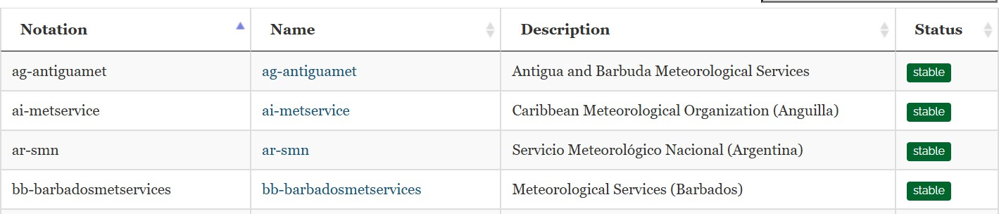 Notation Name Description Status
ag-antiguamet ag-antiguamet Antigua and Barbuda Meteorological Services stable
ai-metservice ai-metservice Caribbean Meteorological Organization (Anguilla) stable
ar-smn ar-smn Servicio Meteorológico Nacional (Argentina) stable
bb-barbadosmetservices bb-barbadosmetservices Meteorological Services (Barbados) stable